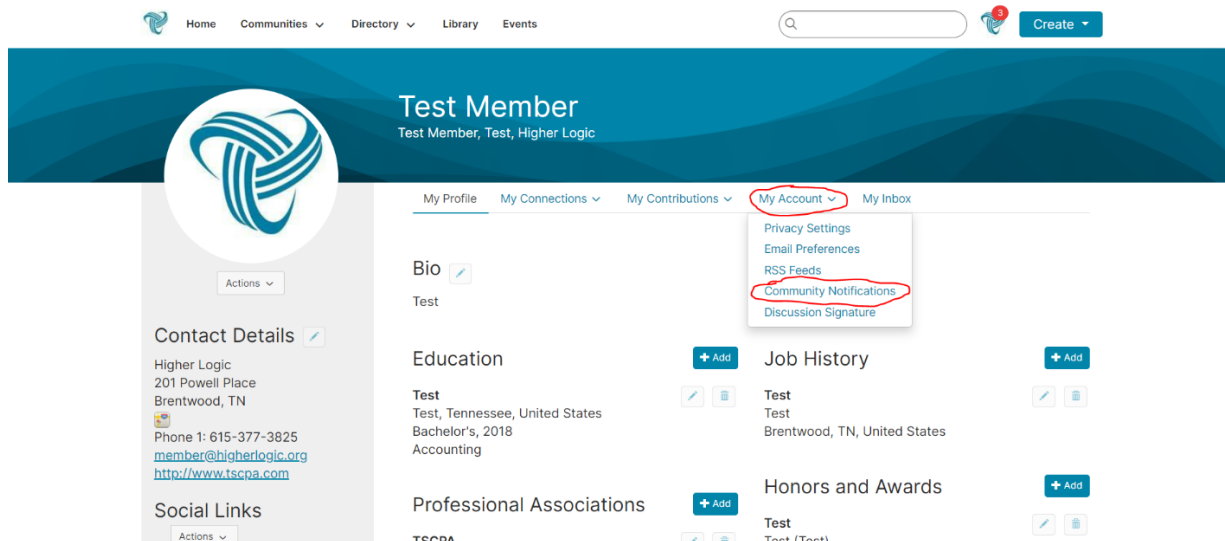 Home Communities Directory Library Events
3
Create
Test Member
Test Member, Test, Higher Logic
My Profile My Connections My Contributions My Account My Inbox
Privacy Settings
Email Preferences
RSS Feeds
Community Notifications
Discussion Signature
Actions
Contact Details
Higher Logic
201 Powell Place
Brentwood, TN
Phone 1: 615-377-3825
member@higherlogic.org
http://www.tscpa.com
Social Links
Actions
Bio
Test
Education
+ Add
Test
Test, Tennessee, United States
Bachelor's, 2018
Accounting
Professional Associations
+ Add
TSCPA
Job History
+ Add
Test
Test
Brentwood, TN, United States
Honors and Awards
+ Add
Test
Test (Test)